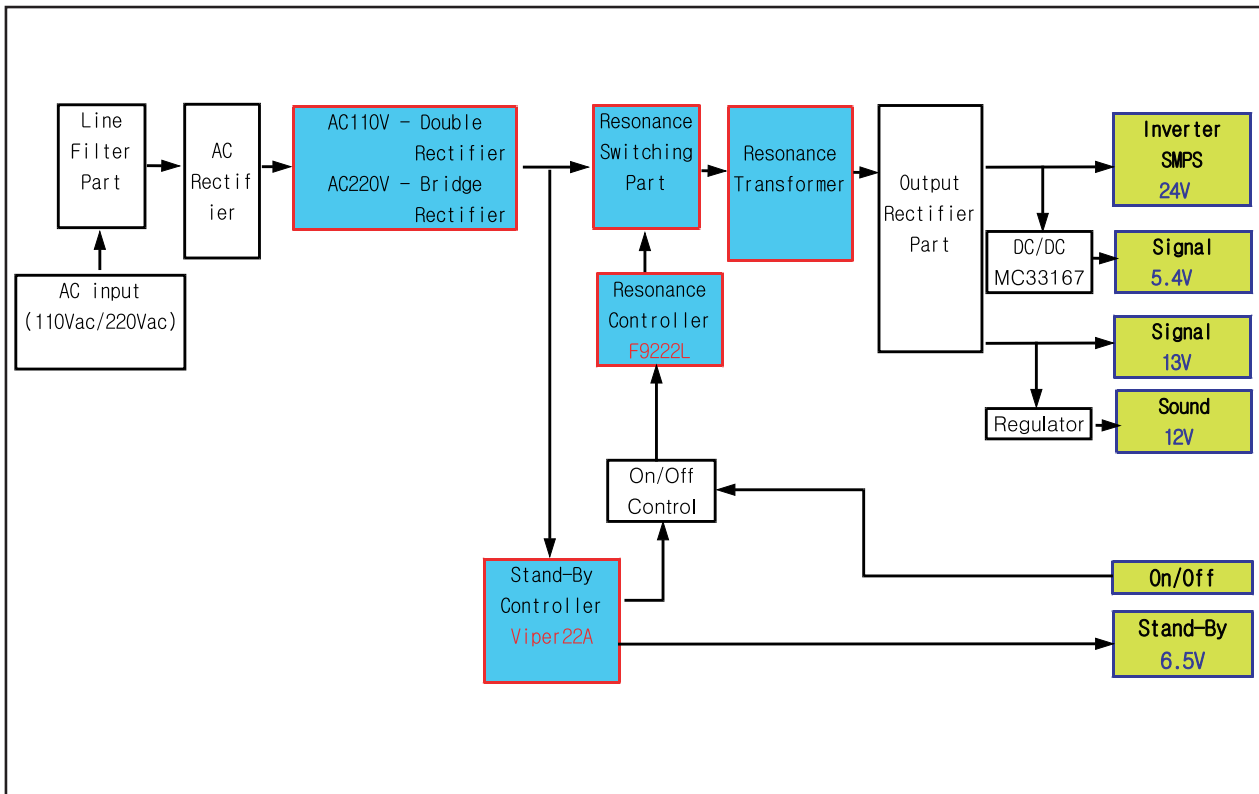 Line
Filter
Part
AC
Rectif
ier
AC110V - Double
Rectifier
AC220V - Bridge
Rectifier
Resonance
Switching
Part
Resonance
Transformer
Output
Rectifier
Part
Inverter
SMPS
24V
DC/DC
MC33167
Signal
5.4V
AC input
(110Vac/220Vac)
Resonance
Controller
F9222L
Signal
13V
Regulator
Sound
12V
On/Off
Control
On/Off
Stand-By
Controller
Viper22A
Stand-By
6.5V